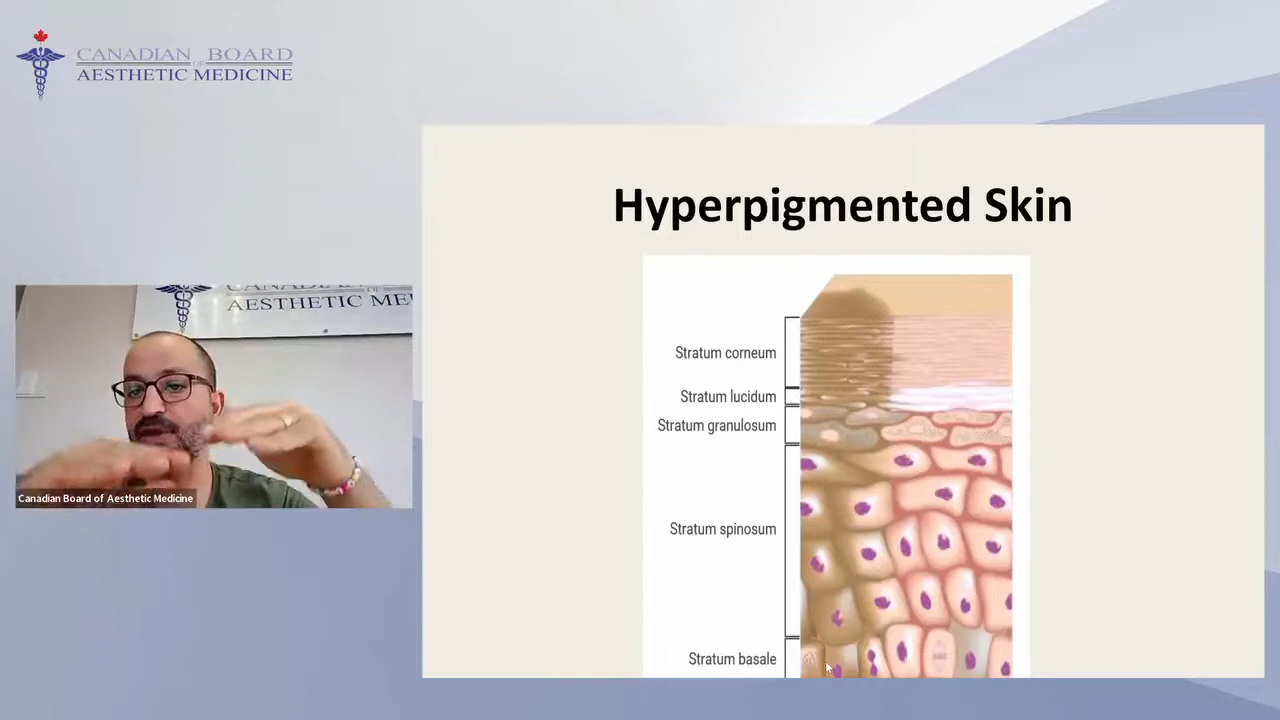 CANADIAN BOARD
OF
AESTHETIC MEDICINE
Hyperpigmented Skin
AESTHETIC ME
Canadian Board of Aesthetic Medicine
Stratum corneum
Stratum lucidum
Stratum granulosum
Stratum spinosum
Stratum basale